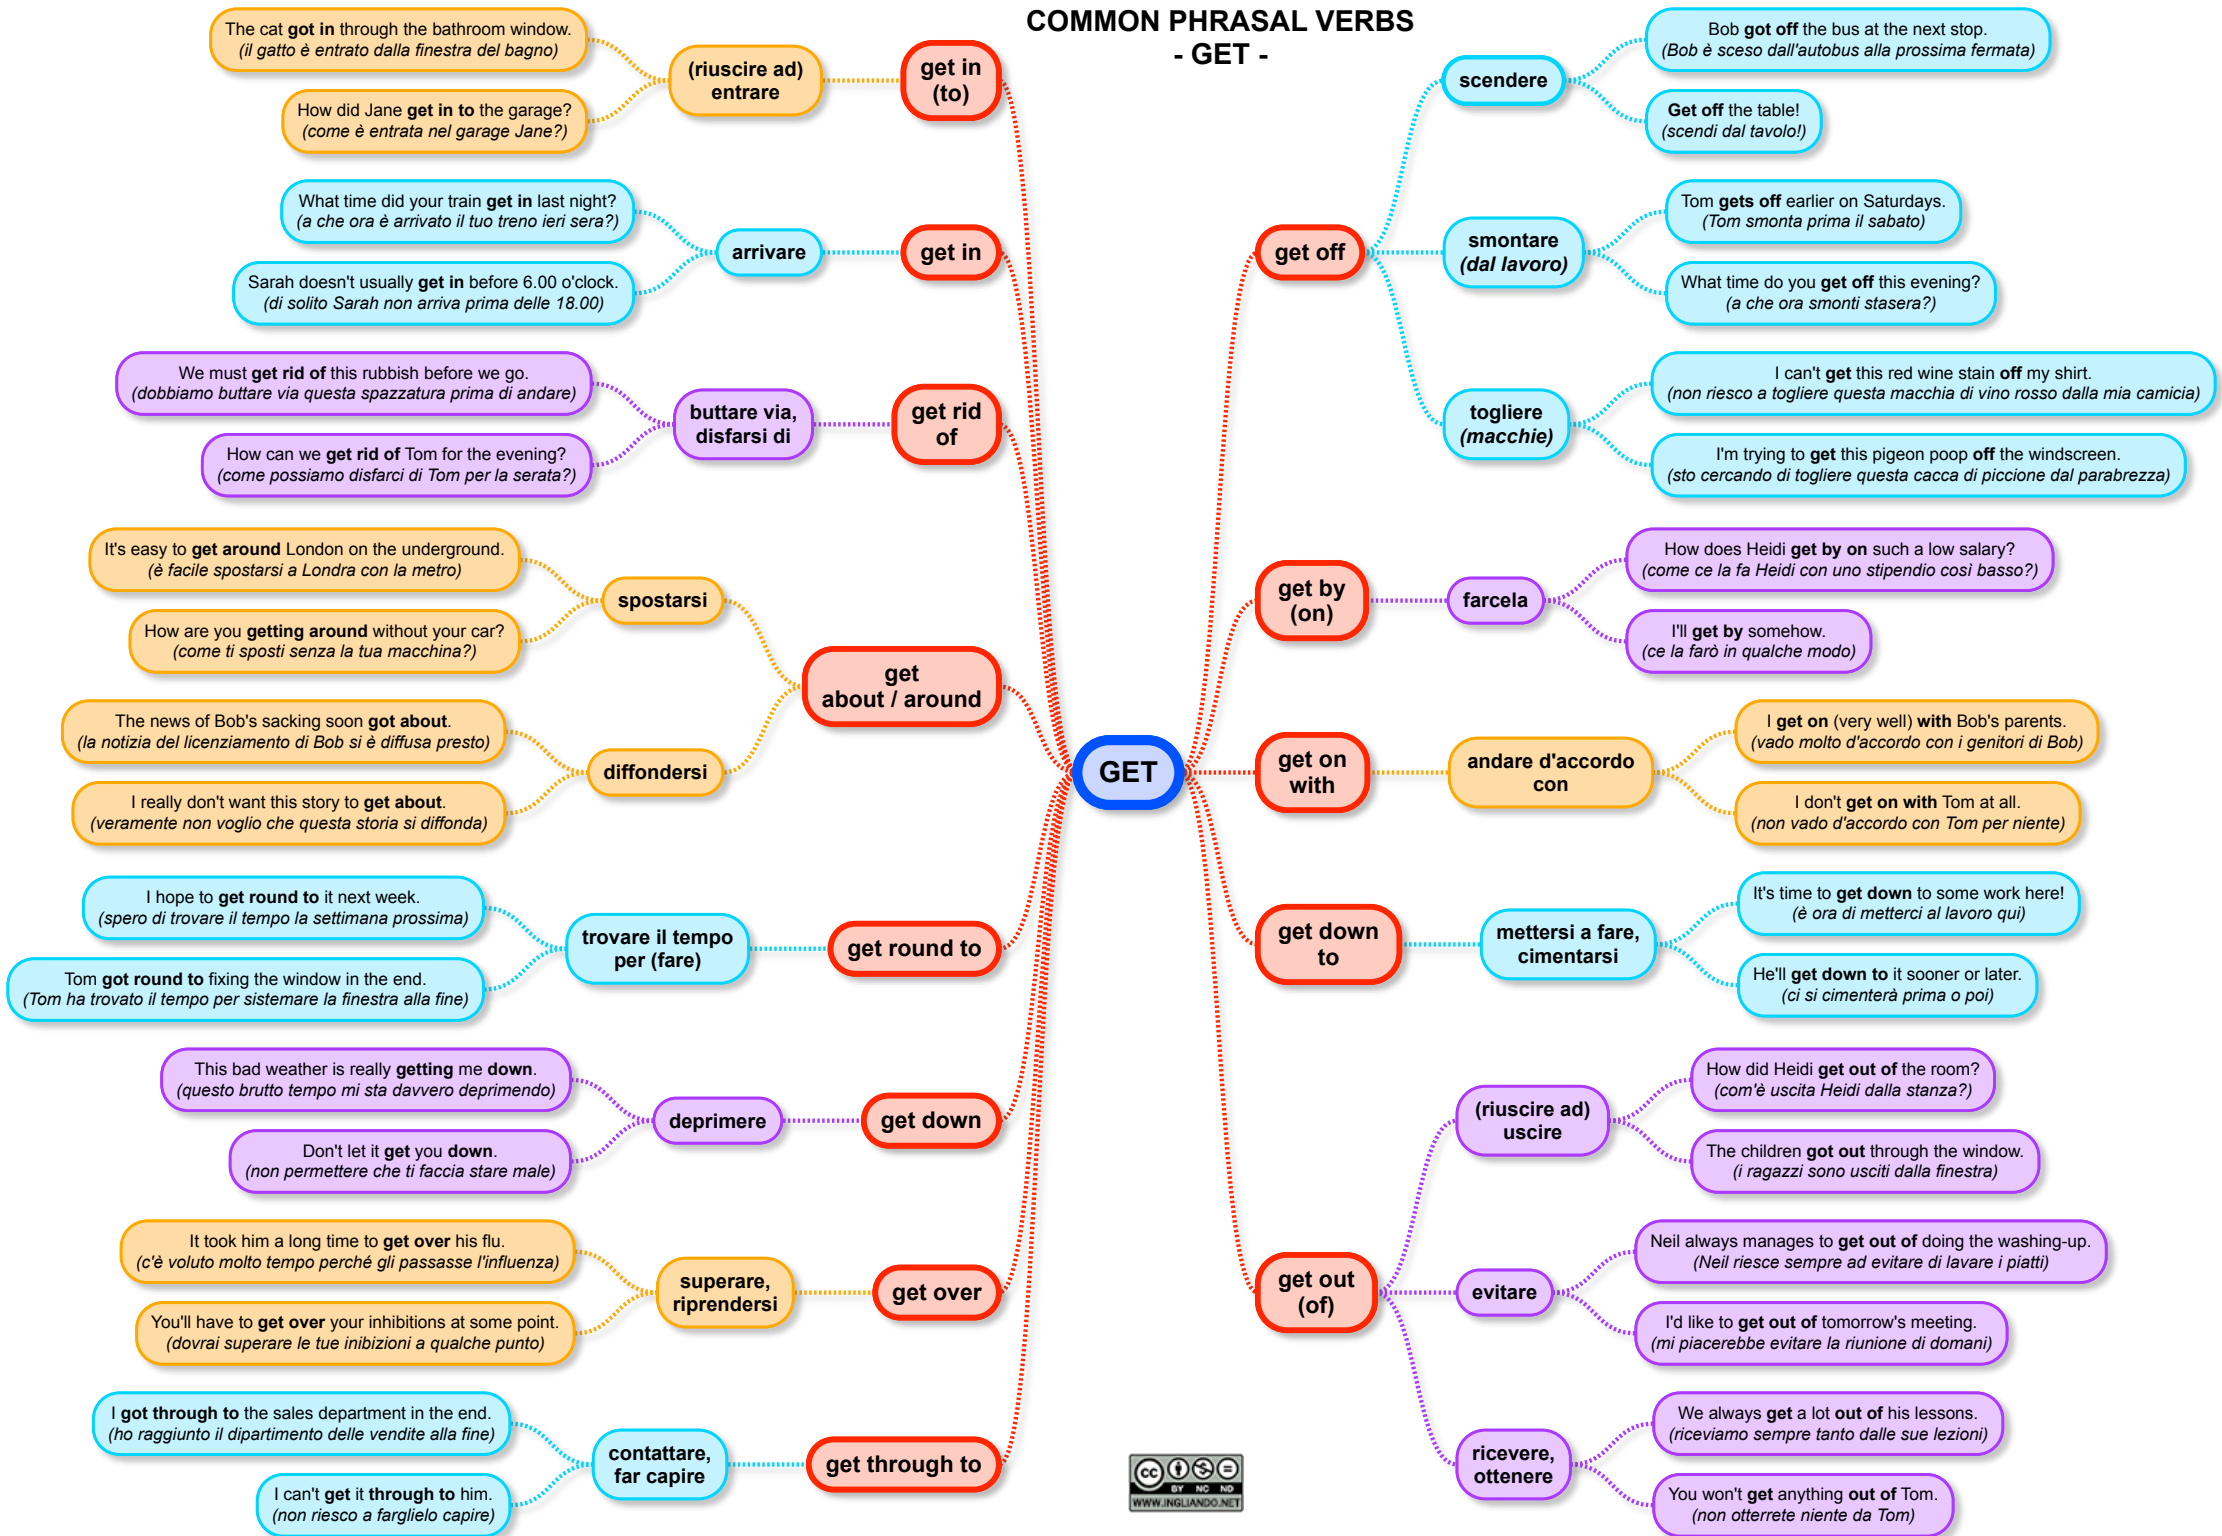 COMMON PHRASAL VERBS
- GET -
GET
get in
(to)
(riuscire ad)
entrare
The cat got in through the bathroom window.
(il gatto è entrato dalla finestra del bagno)
How did Jane get in to the garage?
(come è entrata nel garage Jane?)
get in
arrivare
What time did your train get in last night?
(a che ora è arrivato il tuo treno ieri sera?)
Sarah doesn't usually get in before 6.00 o'clock.
(di solito Sarah non arriva prima delle 18.00)
get rid
of
buttare via,
disfarsi di
We must get rid of this rubbish before we go.
(dobbiamo buttare via questa spazzatura prima di andare)
How can we get rid of Tom for the evening?
(come possiamo disfarci di Tom per la serata?)
get
about / around
spostarsi
It's easy to get around London on the underground.
(è facile spostarsi a Londra con la metro)
How are you getting around without your car?
(come ti sposti senza la tua macchina?)
diffondersi
The news of Bob's sacking soon got about.
(la notizia del licenziamento di Bob si è diffusa presto)
I really don't want this story to get about.
(veramente non voglio che questa storia si diffonda)
get round to
trovare il tempo
per (fare)
I hope to get round to it next week.
(spero di trovare il tempo la settimana prossima)
Tom got round to fixing the window in the end.
(Tom ha trovato il tempo per sistemare la finestra alla fine)
get down
deprimere
This bad weather is really getting me down.
(questo brutto tempo mi sta davvero deprimendo)
Don't let it get you down.
(non permettere che ti faccia stare male)
get over
superare,
riprendersi
It took him a long time to get over his flu.
(c'è voluto molto tempo perché gli passasse l'influenza)
You'll have to get over your inhibitions at some point.
(dovrai superare le tue inibizioni a qualche punto)
get through to
contattare,
far capire
I got through to the sales department in the end.
(ho raggiunto il dipartimento delle vendite alla fine)
I can't get it through to him.
(non riesco a farglielo capire)
get off
scendere
Bob got off the bus at the next stop.
(Bob è sceso dall'autobus alla prossima fermata)
Get off the table!
(scendi dal tavolo!)
smontare
(dal lavoro)
Tom gets off earlier on Saturdays.
(Tom smonta prima il sabato)
What time do you get off this evening?
(a che ora smonti stasera?)
togliere
(macchie)
I can't get this red wine stain off my shirt.
(non riesco a togliere questa macchia di vino rosso dalla mia camicia)
I'm trying to get this pigeon poop off the windscreen.
(sto cercando di togliere questa cacca di piccione dal parabrezza)
get by
(on)
farcela
How does Heidi get by on such a low salary?
(come ce la fa Heidi con uno stipendio così basso?)
I'll get by somehow.
(ce la farò in qualche modo)
get on
with
andare d'accordo
con
I get on (very well) with Bob's parents.
(vado molto d'accordo con i genitori di Bob)
I don't get on with Tom at all.
(non vado d'accordo con Tom per niente)
get down
to
mettersi a fare,
cimentarsi
It's time to get down to some work here!
(è ora di metterci al lavoro qui)
He'll get down to it sooner or later.
(ci si cimenterà prima o poi)
get out
(of)
(riuscire ad)
uscire
How did Heidi get out of the room?
(com'è uscita Heidi dalla stanza?)
The children got out through the window.
(i ragazzi sono usciti dalla finestra)
evitare
Neil always manages to get out of doing the washing-up.
(Neil riesce sempre ad evitare di lavare i piatti)
I'd like to get out of tomorrow's meeting.
(mi piacerebbe evitare la riunione di domani)
ricevere,
ottenere
We always get a lot out of his lessons.
(riceviamo sempre tanto dalle sue lezioni)
You won't get anything out of Tom.
(non otterrete niente da Tom)
cc
BY NC ND
WWW.INGLIANDO.NET